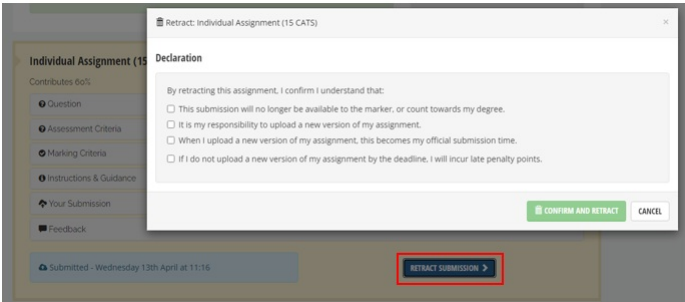 Retract: Individual Assignment (15 CATS) ×
Declaration
By retracting this assignment, I confirm I understand that:
This submission will no longer be available to the marker, or count towards my degree.
It is my responsibility to upload a new version of my assignment.
When I upload a new version of my assignment, this becomes my official submission time.
If I do not upload a new version of my assignment by the deadline, I will incur late penalty points.
CONFIRM AND RETRACT CANCEL
Individual Assignment (15
Contributes 60%
Question
Assessment Criteria
Marking Criteria
Instructions & Guidance
Your Submission
Feedback
Submitted - Wednesday 13th April at 11:16
RETRACT SUBMISSION